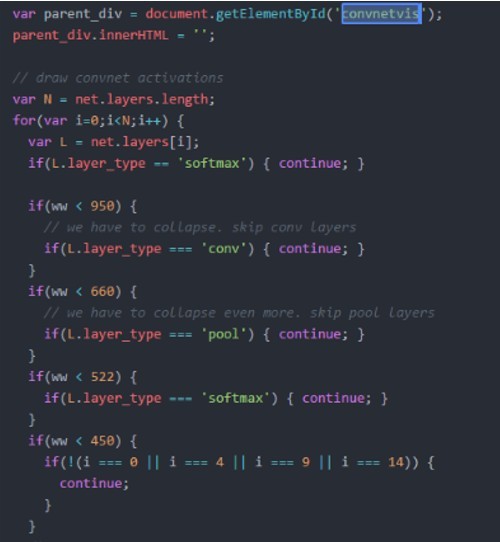 var parent_div = document.getElementById('convnetvis');
parent_div.innerHTML = '';

// draw convnet activations
var N = net.layers.length;
for(var i=0;i<N;i++) {
  var L = net.layers[i];
  if(L.layer_type == 'softmax') { continue; }

  if(ww < 950) {
    // we have to collapse. skip conv layers
    if(L.layer_type === 'conv') { continue; }
  }
  if(ww < 660) {
    // we have to collapse even more. skip pool layers
    if(L.layer_type === 'pool') { continue; }
  }
  if(ww < 522) {
    if(L.layer_type === 'softmax') { continue; }
  }
  if(ww < 450) {
    if(!(i === 0 || i === 4 || i === 9 || i === 14)) {
      continue;
    }
  }